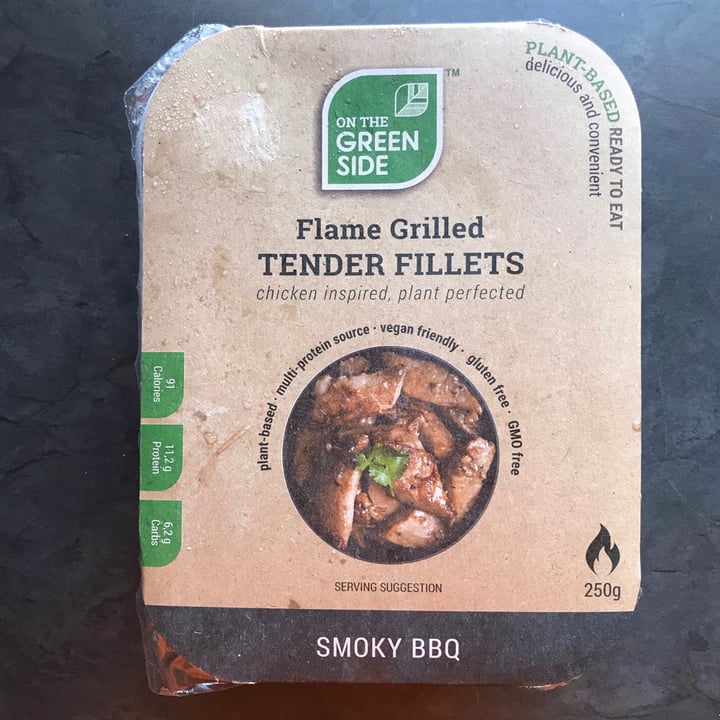 ON THE
GREEN
SIDE
TM
PLANT-BASED READY TO EAT
delicious and convenient
Flame Grilled
TENDER FILLETS
chicken inspired, plant perfected
plant-based · multi-protein source · vegan friendly · gluten free · GMO free
91
Calories
11,2 g
Protein
6,2 g
Carbs
SERVING SUGGESTION
250g
SMOKY BBQ